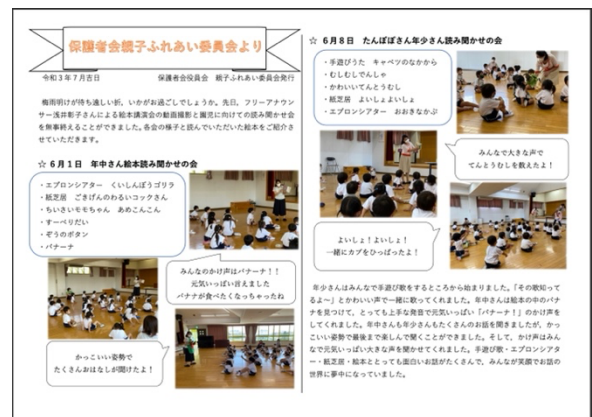 保護者会親子ふれあい委員会より
令和3年7月吉日　保護者会役員会　親子ふれあい委員会発行
梅雨明けが待ち遠しい折、いかがお過ごしでしょうか。先日、フリーアナウン
サー浅井彰子さんによる絵本講演会の動画撮影と園児に向けての読み聞かせ会
を無事終えることができました。各会の様子と読んでいただいた絵本をご紹介さ
せていただきます。
☆ 6月1日　年中さん絵本読み聞かせの会
・エプロンシアター　くいしんぼうゴリラ
・紙芝居　ごきげんのわるいコックさん
・ちいさいモモちゃん　あめこんこん
・すーべりだい
・ぞうのボタン
・バナーナ
みんなのかけ声はバナーナ！！
元気いっぱい言えました
バナナが食べたくなっちゃったね
かっこいい姿勢で
たくさんおはなしが聞けたよ！
☆ 6月8日　たんぽぽさん年少さん読み聞かせの会
・手遊びうた　キャベツのなかから
・むしむしでんしゃ
・かわいいてんとうむし
・紙芝居　よいしょよいしょ
・エプロンシアター　おおきなかぶ
みんなで大きな声で
てんとうむしを数えたよ！
よいしょ！よいしょ！
一緒にカブをひっぱったよ！
年少さんはみんなで手遊び歌をするところから始まりました。「その歌知って
るよ～」とかわいい声で一緒に歌ってくれました。年中さんは絵本の中のバナナ
を見つけて、とっても上手な発音で元気いっぱい「バナーナ！」のかけ声を
してくれました。年中さんも年少さんもたくさんのお話を聞きましたが、かっ
こいい姿勢で最後まで楽しんで聞くことができました。そして、かけ声はみん
なで元気いっぱい大きな声を聞かせてくれました。手遊び歌・エプロンシアタ
ー・紙芝居・絵本ととっても面白いお話がたくさんで、みんなが笑顔でお話の
世界に夢中になっていました。